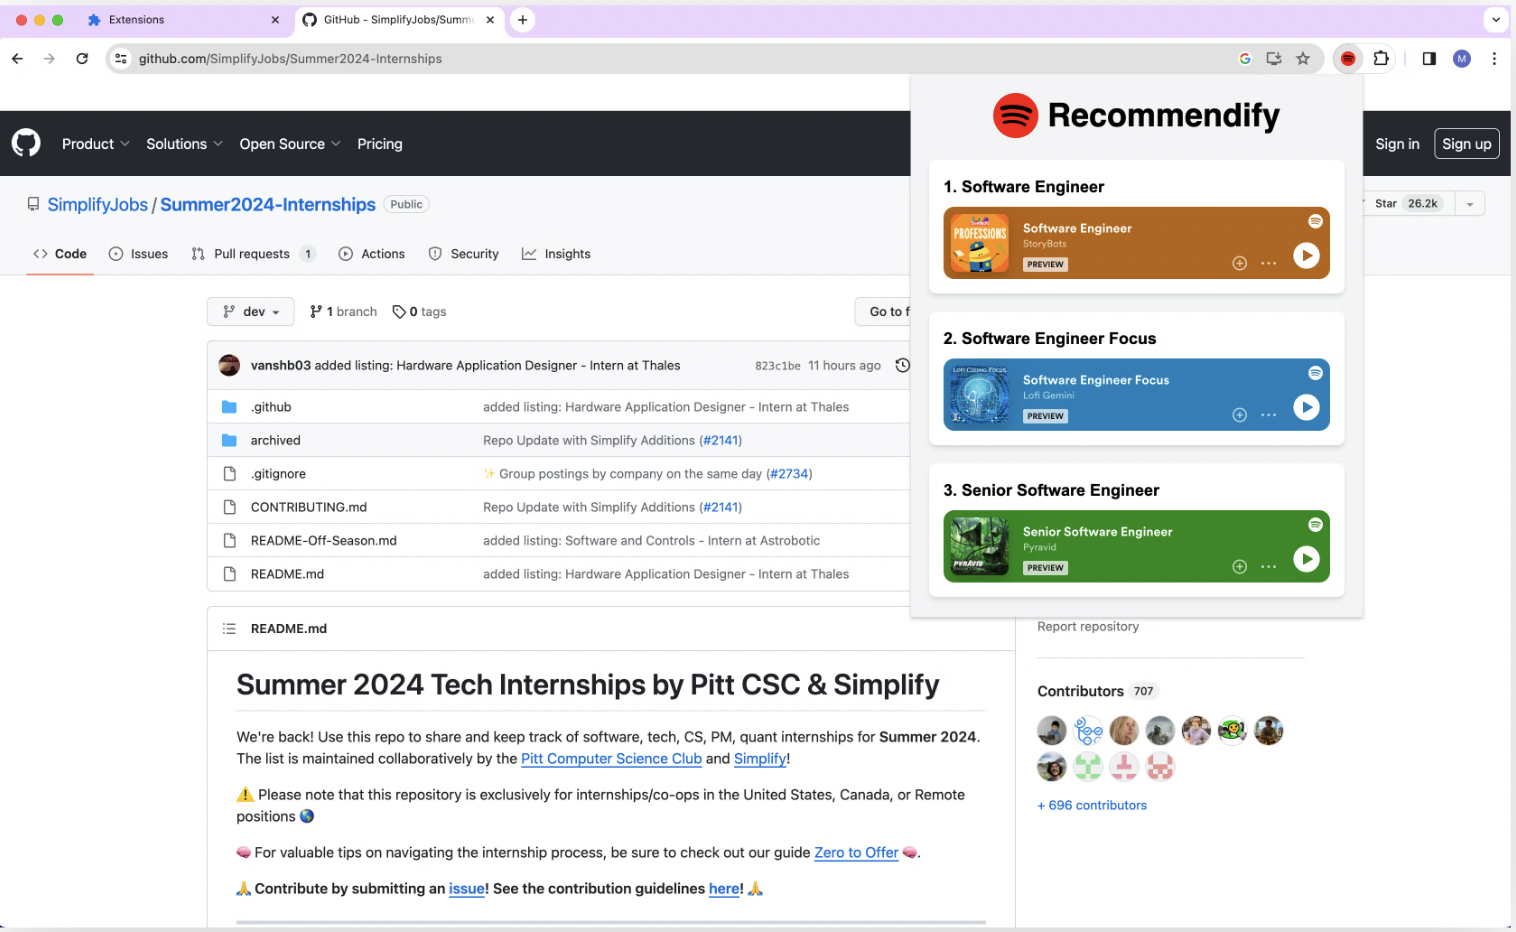 Extensions
GitHub - SimplifyJobs/Summe
github.com/SimplifyJobs/Summer2024-Internships
M
Product
Solutions
Open Source
Pricing
Sign in
Sign up
SimplifyJobs / Summer2024-Internships
Public
Star 26.2k
Code
Issues
Pull requests 1
Actions
Security
Insights
dev
1 branch
0 tags
Go to f
vanshb03 added listing: Hardware Application Designer - Intern at Thales
823c1be 11 hours ago
.github
added listing: Hardware Application Designer - Intern at Thales
archived
Repo Update with Simplify Additions (#2141)
.gitignore
✨ Group postings by company on the same day (#2734)
CONTRIBUTING.md
Repo Update with Simplify Additions (#2141)
README-Off-Season.md
added listing: Software and Controls - Intern at Astrobotic
README.md
added listing: Hardware Application Designer - Intern at Thales
README.md
Summer 2024 Tech Internships by Pitt CSC & Simplify
We're back! Use this repo to share and keep track of software, tech, CS, PM, quant internships for Summer 2024.
The list is maintained collaboratively by the Pitt Computer Science Club and Simplify!
⚠️ Please note that this repository is exclusively for internships/co-ops in the United States, Canada, or Remote
positions 🌎
🧠 For valuable tips on navigating the internship process, be sure to check out our guide Zero to Offer 🧠.
🙏 Contribute by submitting an issue! See the contribution guidelines here! 🙏
Recommendify
1. Software Engineer
PROFESSIONS
Software Engineer
StoryBots
PREVIEW
2. Software Engineer Focus
LOFI CODING FOCUS
Software Engineer Focus
Lofi Gemini
PREVIEW
3. Senior Software Engineer
PYRAVID
Senior Software Engineer
Pyravid
PREVIEW
Report repository
Contributors 707
+ 696 contributors